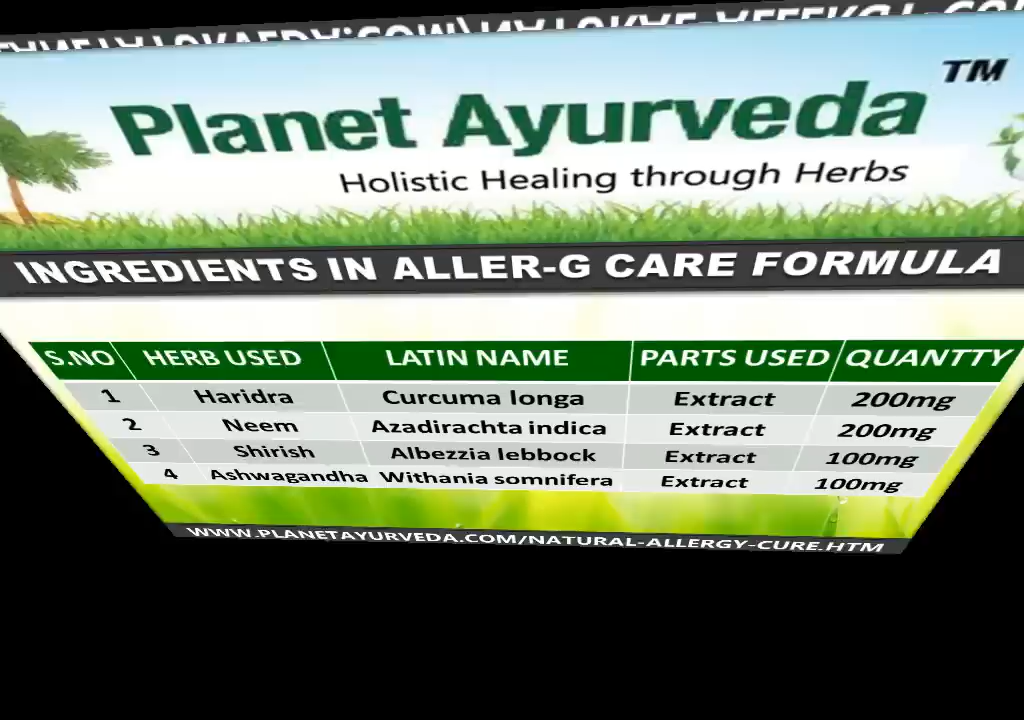 Planet Ayurveda TM
Holistic Healing through Herbs
INGREDIENTS IN ALLER-G CARE FORMULA
S.NO HERB USED LATIN NAME PARTS USED QUANTTY
1 Haridra Curcuma longa Extract 200mg
2 Neem Azadirachta indica Extract 200mg
3 Shirish Albezzia lebbock Extract 100mg
4 Ashwagandha Withania somnifera Extract 100mg
WWW.PLANETAYURVEDA.COM/NATURAL-ALLERGY-CURE.HTM